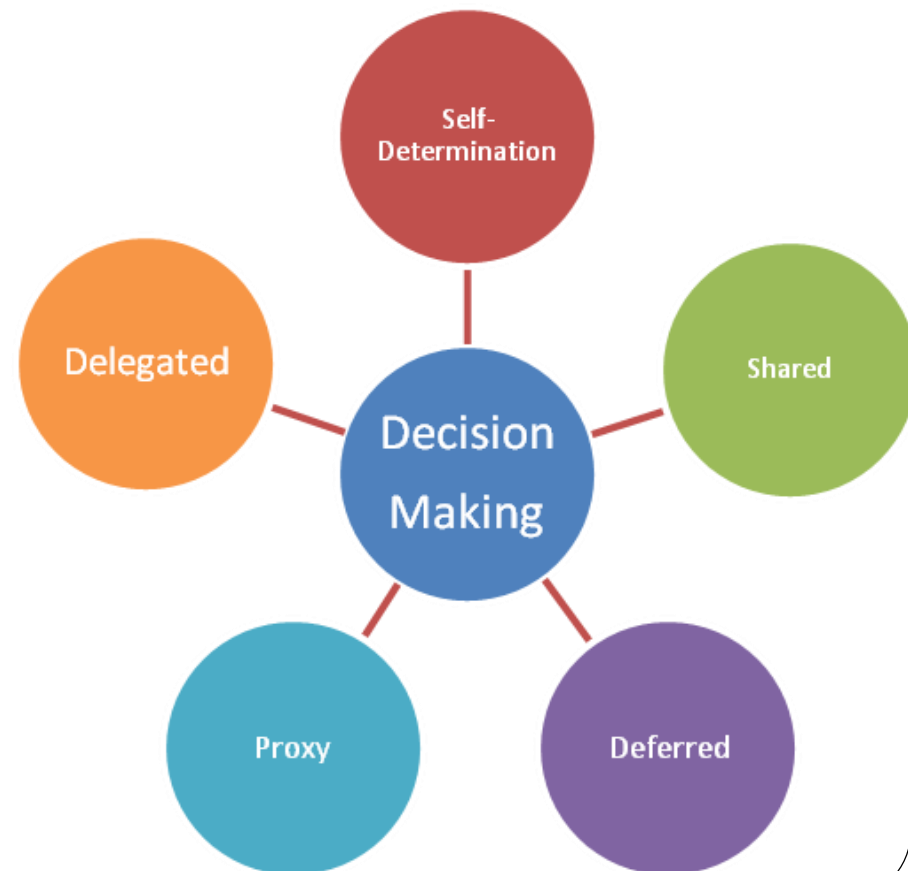 Self-
Determination
Delegated
Shared
Decision
Making
Proxy
Deferred